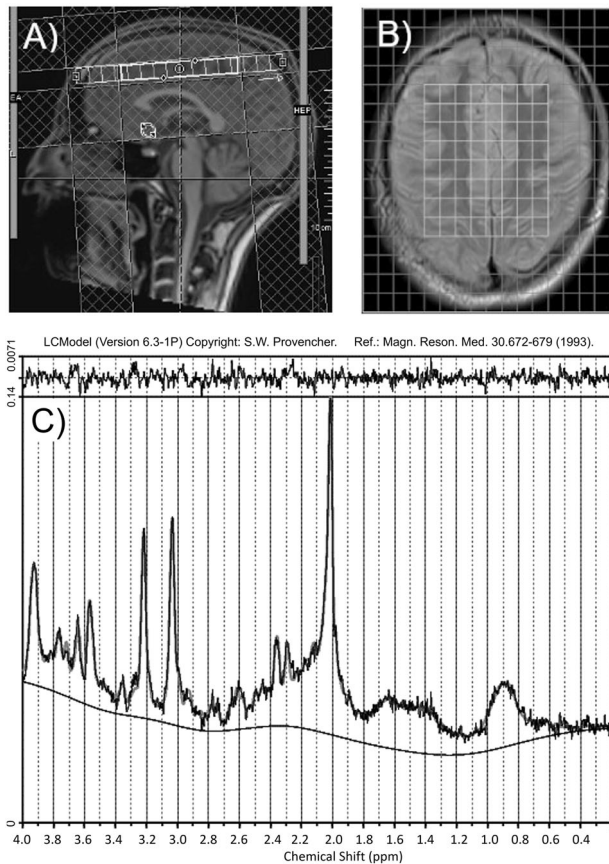 A)
B)
EA
HEP
10 cm
LCModel (Version 6.3-1P) Copyright: S.W. Provencher. Ref.: Magn. Reson. Med. 30.672-679 (1993).
0.0071
0.14
C)
0
4.0 3.8 3.6 3.4 3.2 3.0 2.8 2.6 2.4 2.2 2.0 1.8 1.6 1.4 1.2 1.0 0.8 0.6 0.4
Chemical Shift (ppm)